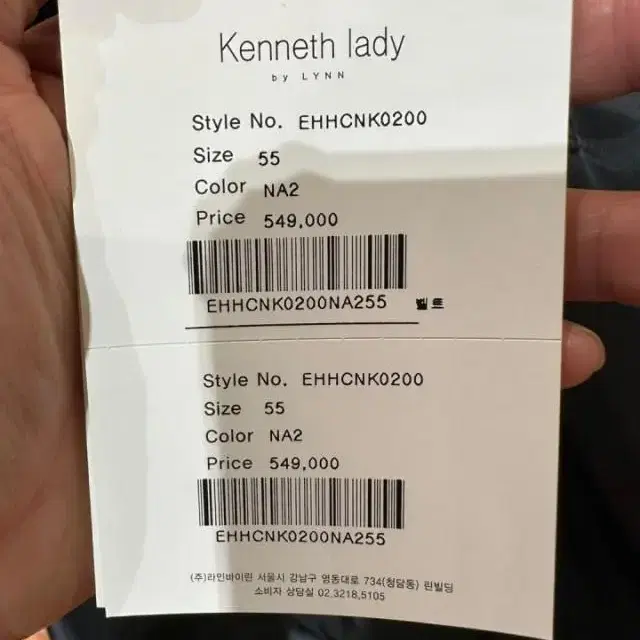 Kenneth lady
by LYNN
Style No. EHHCNK0200
Size 55
Color NA2
Price 549,000
EHHCNK0200NA255 벨트
Style No. EHHCNK0200
Size 55
Color NA2
Price 549,000
EHHCNK0200NA255
(주)라인바이린 서울시 강남구 영동대로 734(청담동) 린빌딩
소비자 상담실 02.3218.5105